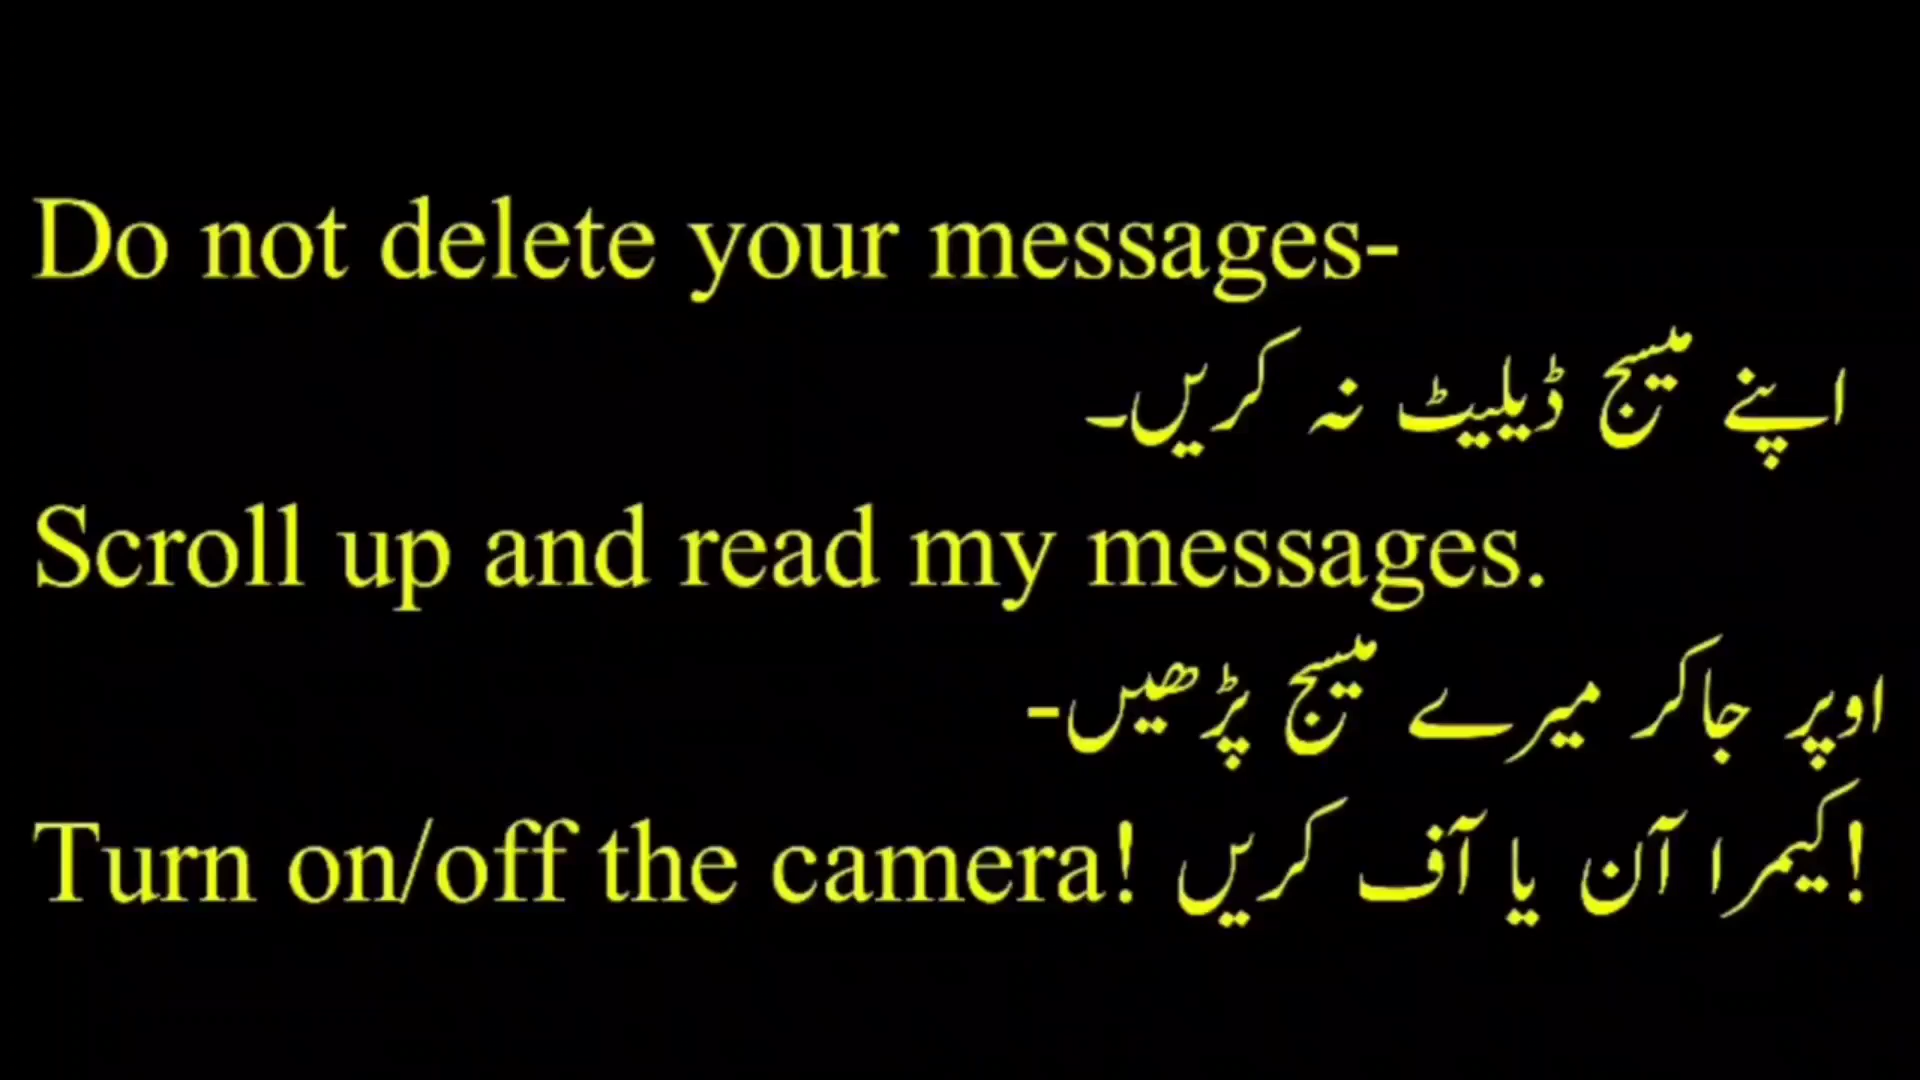 Do not delete your messages-
اپنے میسج ڈیلیٹ نہ کریں۔
Scroll up and read my messages.
اوپر جاکر میرے میسج پڑھیں-
Turn on/off the camera! کیمرا آن یا آف کریں!